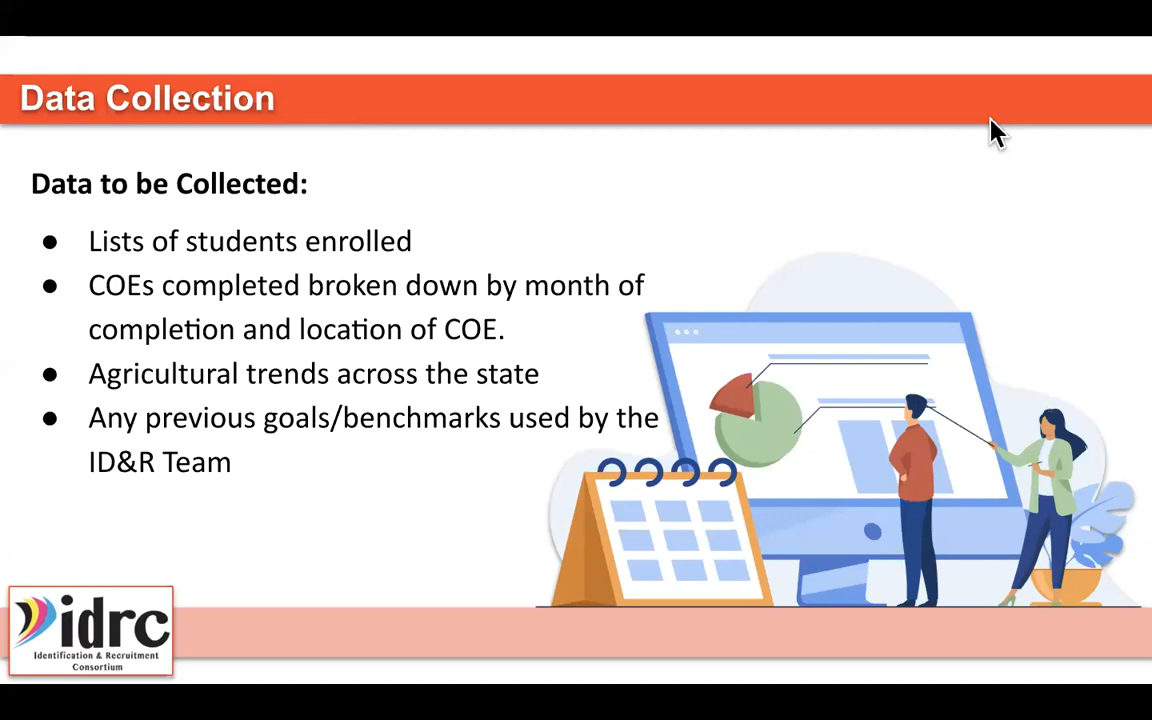 Data Collection
Data to be Collected:
● Lists of students enrolled
● COEs completed broken down by month of
completion and location of COE.
● Agricultural trends across the state
● Any previous goals/benchmarks used by the
ID&R Team
idrc
Identification & Recruitment
Consortium